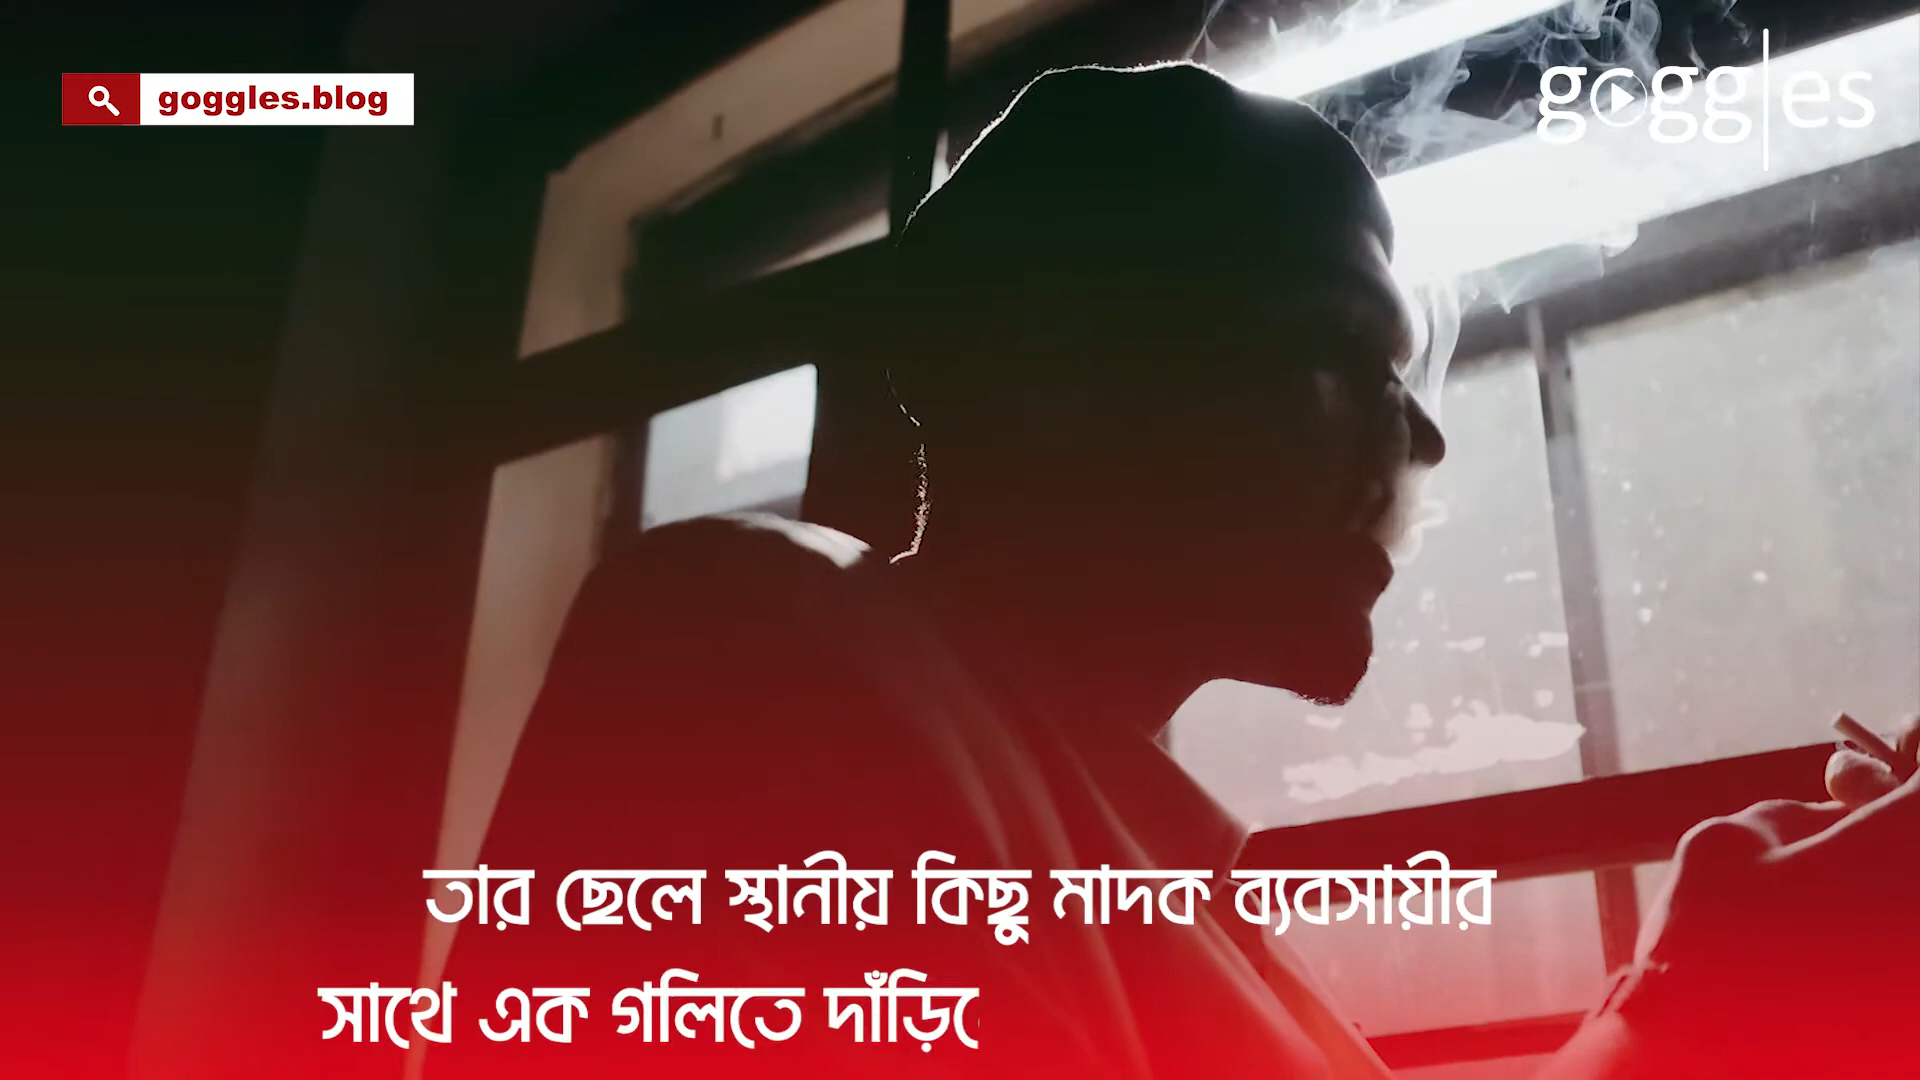 goggles.blog
goggles
তার ছেলে স্থানীয় কিছু মাদক ব্যবসায়ীর
সাথে এক গলিতে